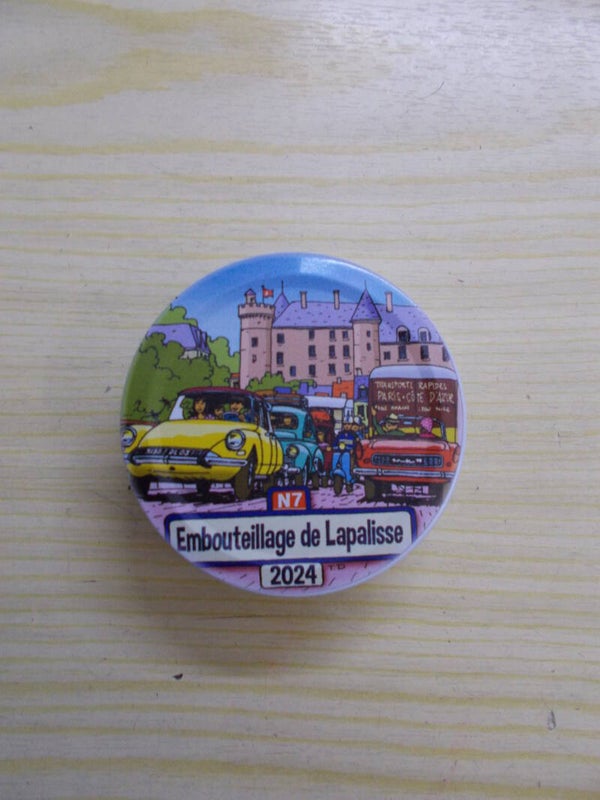 TRANSPORTS RAPIDES
PARIS-CÔTE D'AZUR
N7
Embouteillage de Lapalisse
2024
T.D